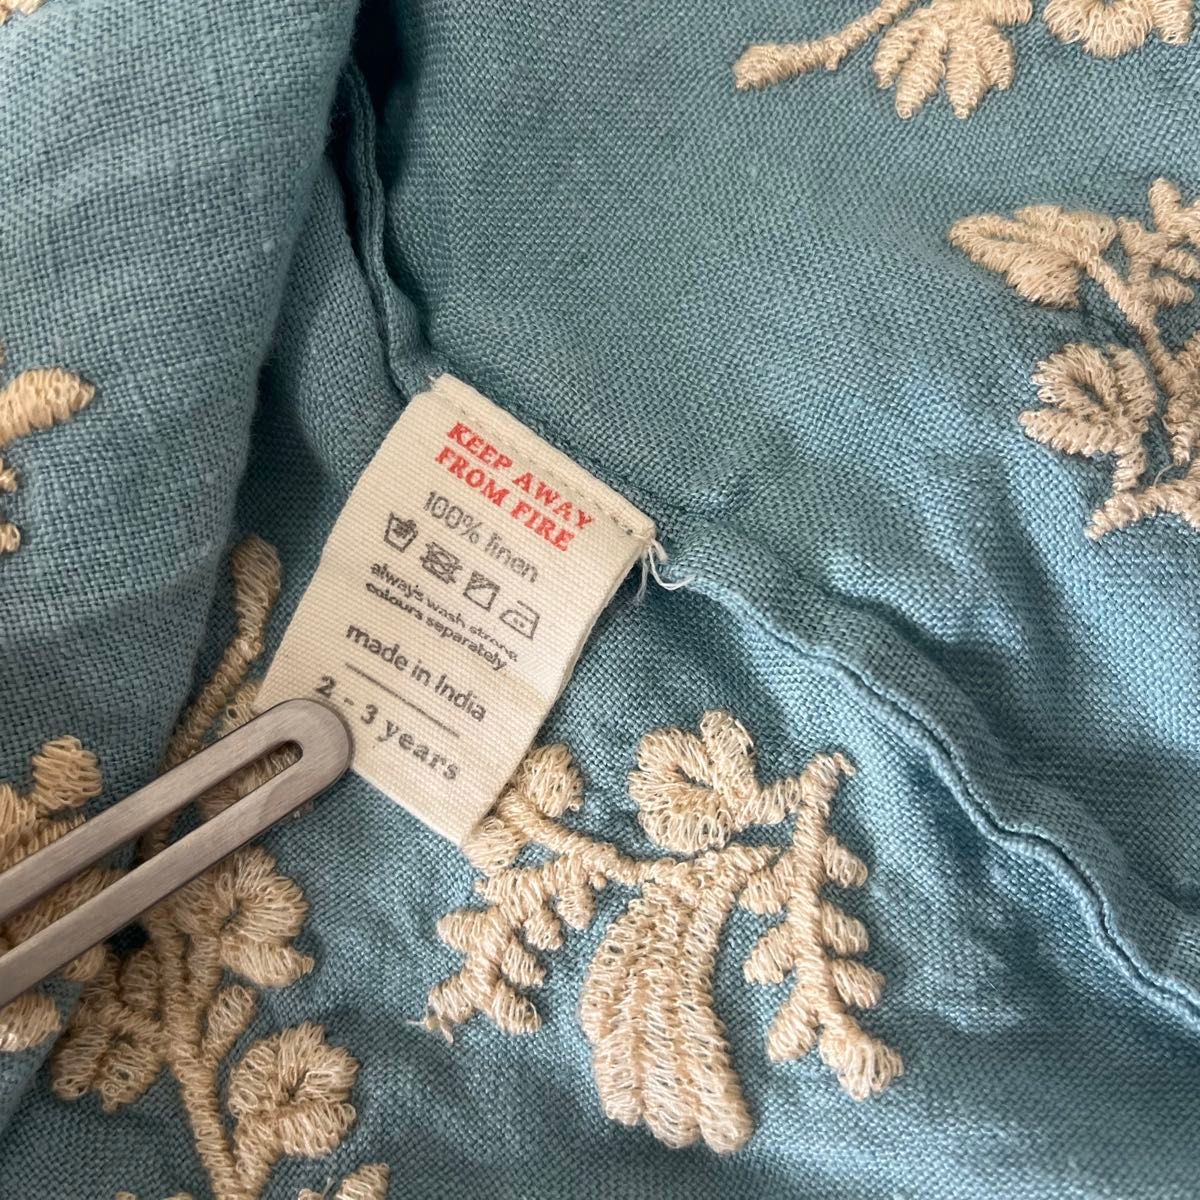 KEEP AWAY
FROM FIRE
100% linen
always wash strong
colours separately
made in India
2 - 3 years